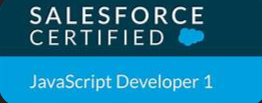 SALESFORCE
CERTIFIED
JavaScript Developer 1